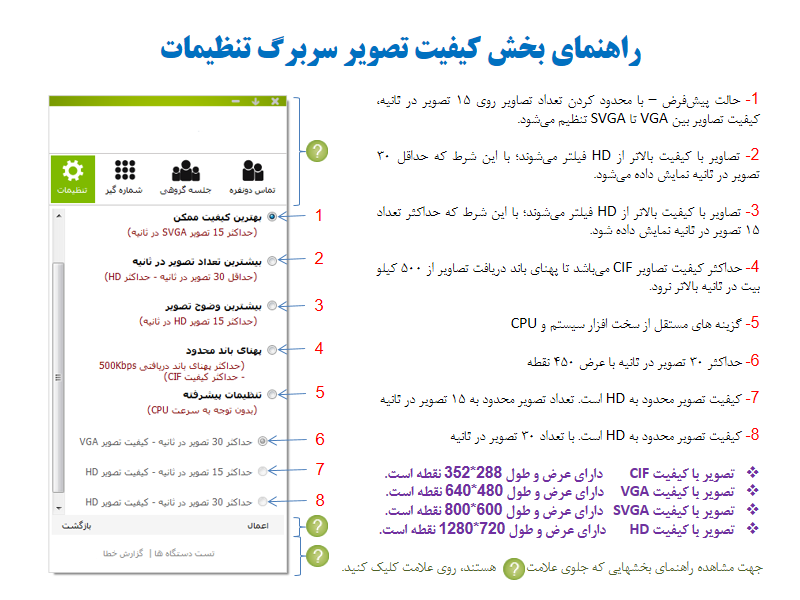 راهنمای بخش کیفیت تصویر سربرگ تنظیمات
1- حالت پیش‌فرض – با محدود کردن تعداد تصاویر روی ۱۵ تصویر در ثانیه،
کیفیت تصاویر بین VGA تا SVGA تنظیم می‌شود.
2- تصاویر با کیفیت بالاتر از HD فیلتر می‌شوند؛ با این شرط که حداقل ۳۰
تصویر در ثانیه نمایش داده می‌شود.
3- تصاویر با کیفیت بالاتر از HD فیلتر می‌شوند؛ با این شرط که حداکثر تعداد
۱۵ تصویر در ثانیه نمایش داده شود.
4- حداکثر کیفیت تصاویر CIF می‌باشد تا پهنای باند دریافت تصاویر از ۵۰۰ کیلو
بیت در ثانیه بالاتر نرود.
5- گزینه های مستقل از سخت افزار سیستم و CPU
6- حداکثر ۳۰ تصویر در ثانیه با عرض ۴۵۰ نقطه
7- کیفیت تصویر محدود به HD است. تعداد تصویر محدود به ۱۵ تصویر در ثانیه
8- کیفیت تصویر محدود به HD است. با تعداد ۳۰ تصویر در ثانیه
❖ تصویر با کیفیت CIF دارای عرض و طول 288*352 نقطه است.
❖ تصویر با کیفیت VGA دارای عرض و طول 480*640 نقطه است.
❖ تصویر با کیفیت SVGA دارای عرض و طول 600*800 نقطه است.
❖ تصویر با کیفیت HD دارای عرض و طول 720*1280 نقطه است.
جهت مشاهده راهنمای بخشهایی که جلوی علامت ? هستند، روی علامت کلیک کنید.
?
تماس دونفره جلسه گروهی شماره گیر تنظیمات
بهترین کیفیت ممکن 1
(حداکثر 15 تصویر SVGA در ثانیه)
بیشترین تعداد تصویر در ثانیه 2
(حداقل 30 تصویر در ثانیه - حداکثر HD)
بیشترین وضوح تصویر 3
(حداکثر 15 تصویر HD در ثانیه)
پهنای باند محدود 4
(حداکثر پهنای باند دریافتی 500Kbps
- حداکثر کیفیت CIF)
تنظیمات پیشرفته 5
(بدون توجه به سرعت CPU)
حداکثر 30 تصویر در ثانیه - کیفیت تصویر VGA 6
حداکثر 15 تصویر در ثانیه - کیفیت تصویر HD 7
حداکثر 30 تصویر در ثانیه - کیفیت تصویر HD 8
اعمال بازگشت ?
تست دستگاه ها | گزارش خطا ?